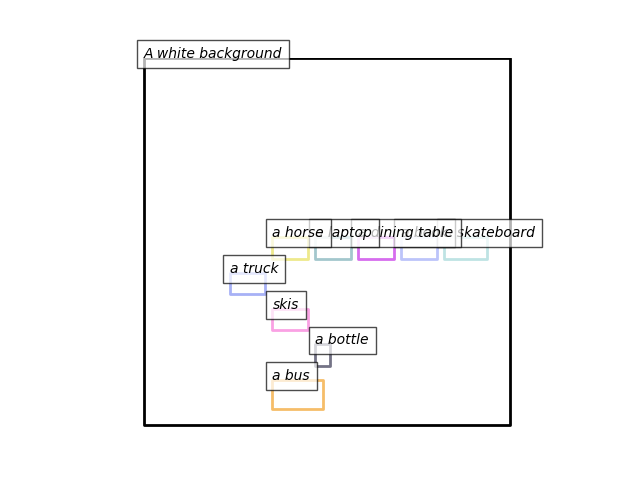 A white background
a horse laptop dining table skateboard
a truck
skis
a bottle
a bus